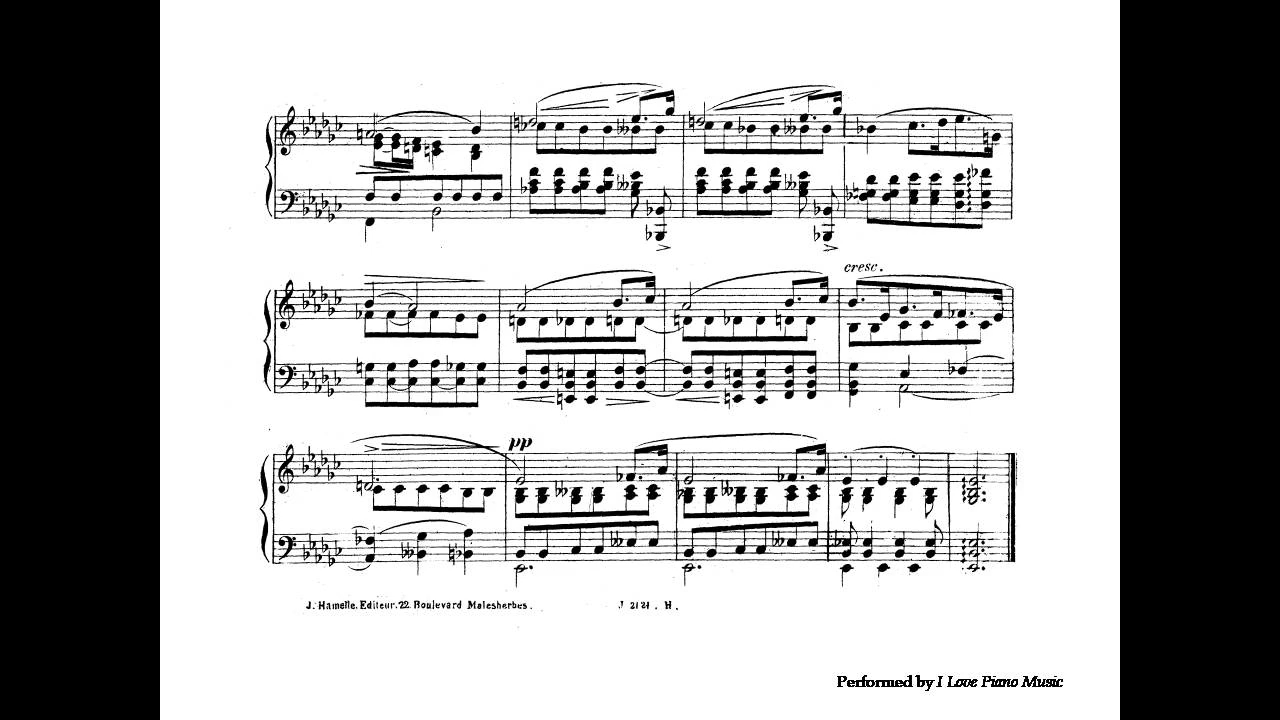 cresc.
pp
J. Hamelle. Editeur. 22. Boulevard Malesherbes.
J. 2121. H.
Performed by I Love Piano Music